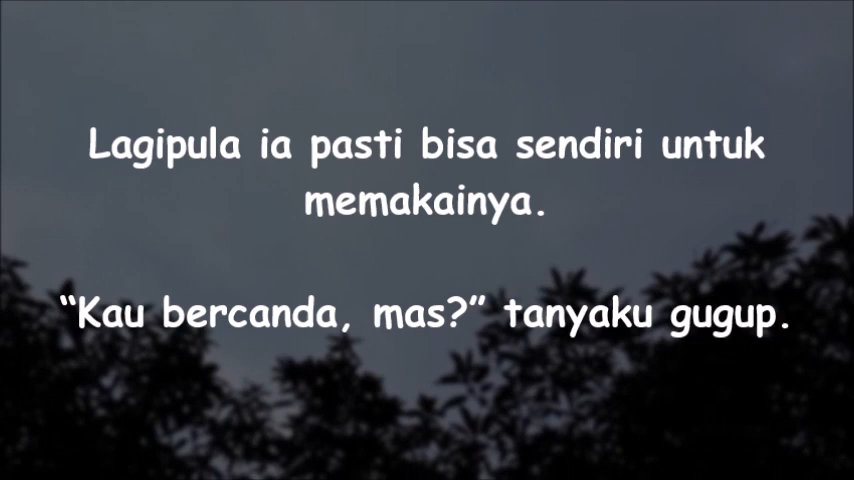 Lagipula ia pasti bisa sendiri untuk
memakainya.
“Kau bercanda, mas?” tanyaku gugup.